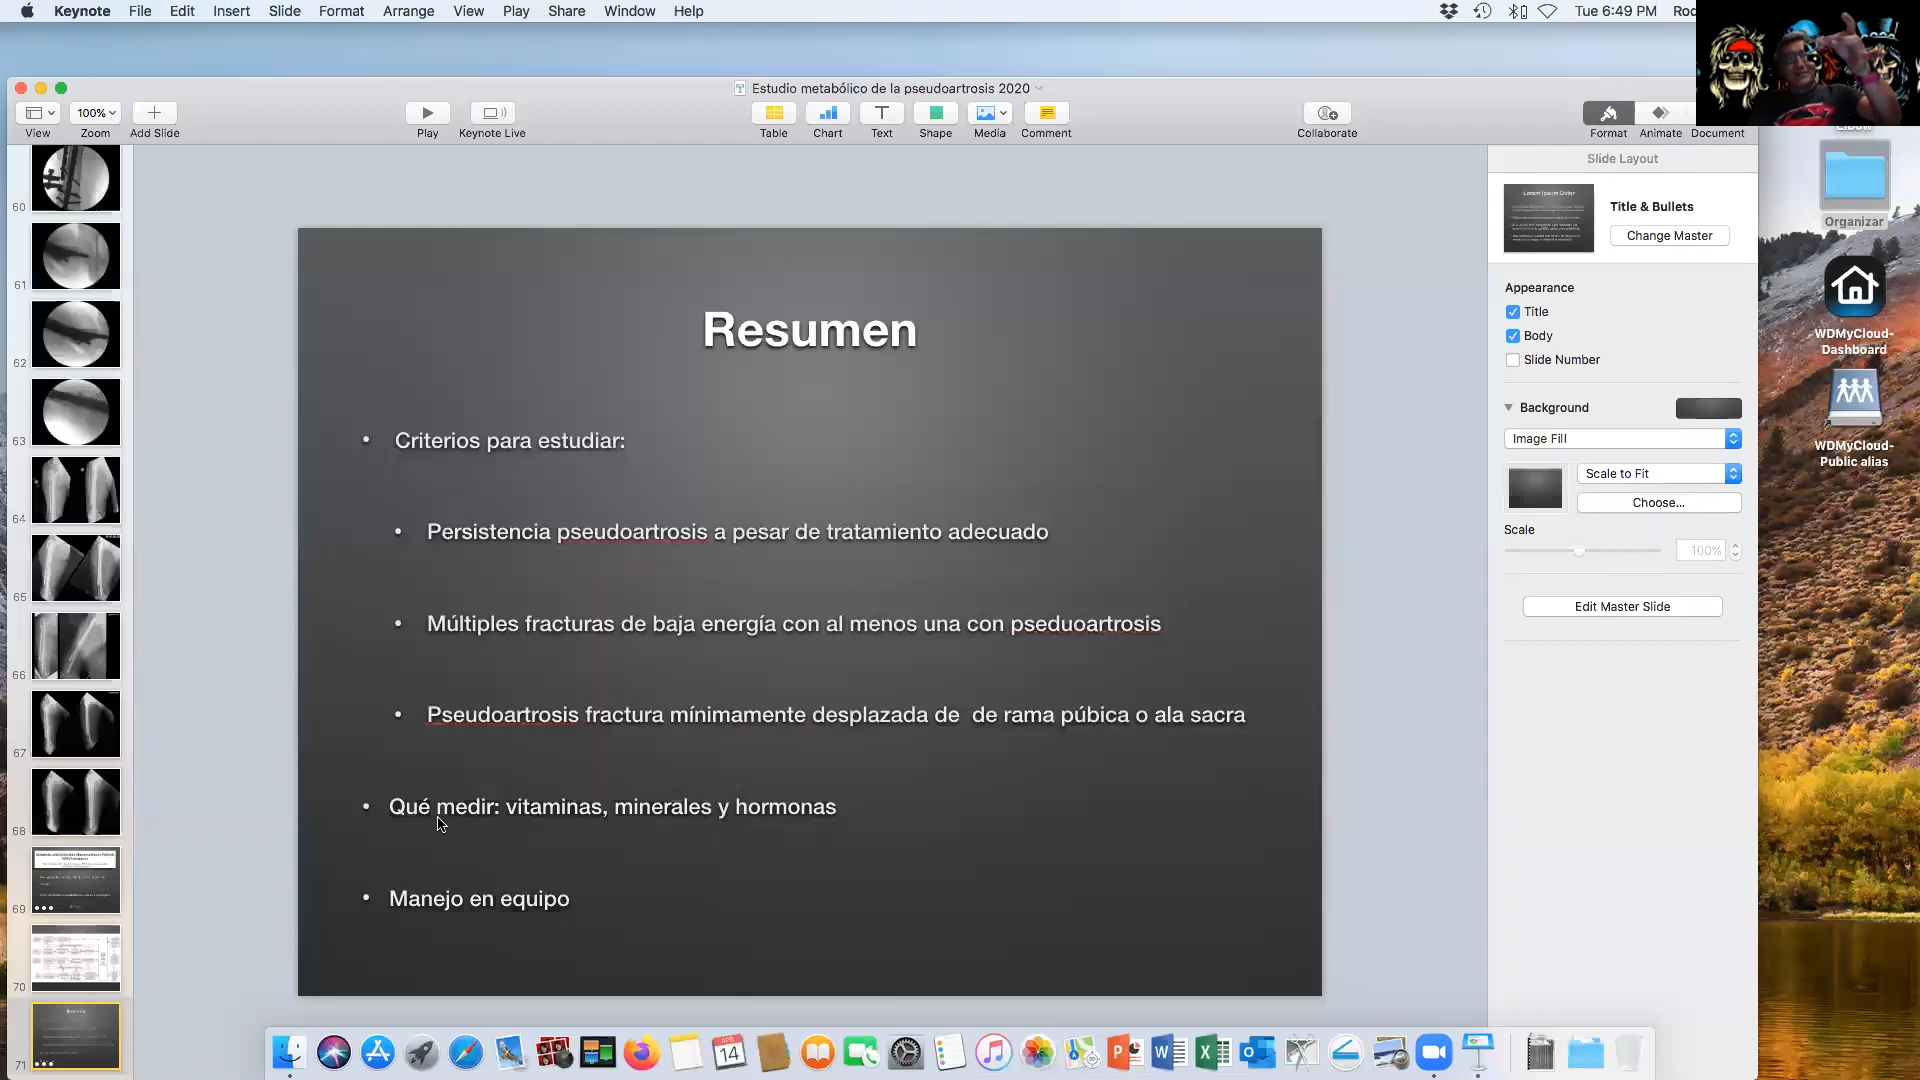 Keynote File Edit Insert Slide Format Arrange View Play Share Window Help
Tue 6:49 PM
Estudio metabólico de la pseudoartrosis 2020
100%
View Zoom Add Slide
Play Keynote Live
Table Chart Text Shape Media Comment
Collaborate
Format Animate Document
Slide Layout
Title & Bullets
Change Master
Appearance
Title
Body
Slide Number
Background
Image Fill
Scale to Fit
Choose...
Scale
100%
Edit Master Slide
60
61
62
63
64
65
66
67
68
69
70
71
Resumen
• Criterios para estudiar:
• Persistencia pseudoartrosis a pesar de tratamiento adecuado
• Múltiples fracturas de baja energía con al menos una con pseduoartrosis
• Pseudoartrosis fractura mínimamente desplazada de de rama púbica o ala sacra
• Qué medir: vitaminas, minerales y hormonas
• Manejo en equipo
Organizar
WDMyCloud-
Dashboard
WDMyCloud-
Public alias
APR
14